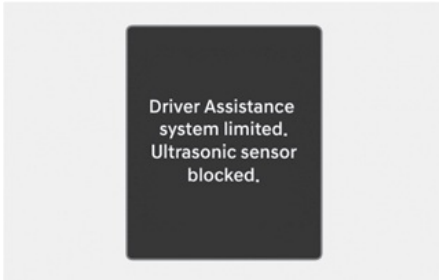 Driver Assistance
system limited.
Ultrasonic sensor
blocked.